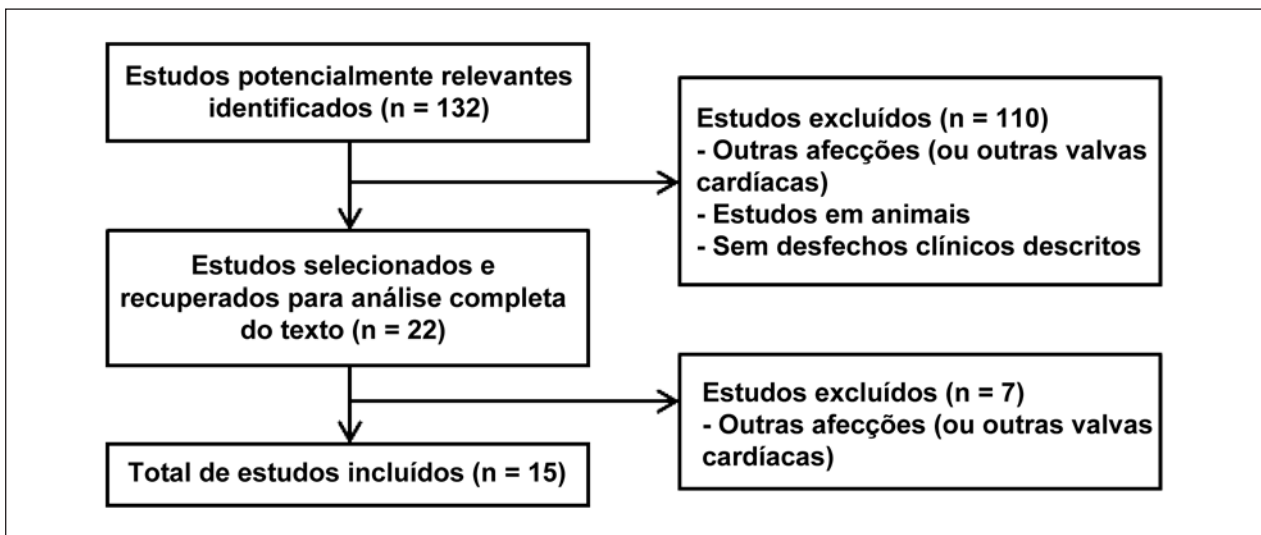 Estudos potencialmente relevantes
identificados (n = 132)
Estudos excluídos (n = 110)
- Outras afecções (ou outras valvas
cardíacas)
- Estudos em animais
- Sem desfechos clínicos descritos
Estudos selecionados e
recuperados para análise completa
do texto (n = 22)
Estudos excluídos (n = 7)
- Outras afecções (ou outras valvas
cardíacas)
Total de estudos incluídos (n = 15)